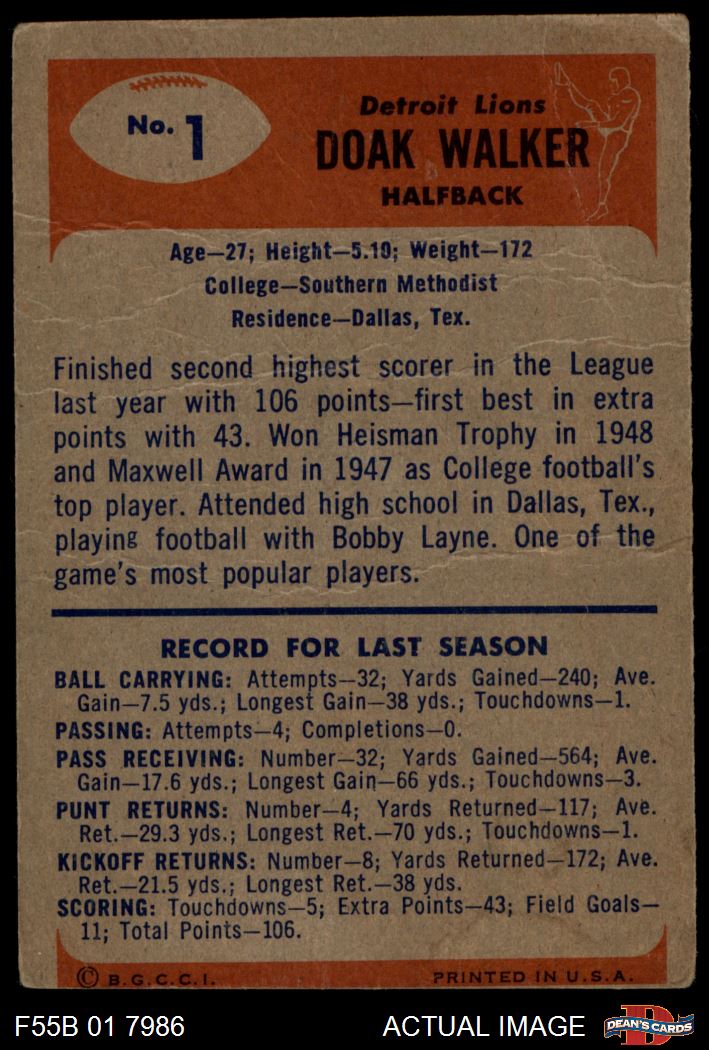 No. 1
Detroit Lions
DOAK WALKER
HALFBACK
Age—27; Height—5.10; Weight—172
College—Southern Methodist
Residence—Dallas, Tex.
Finished second highest scorer in the League
last year with 106 points—first best in extra
points with 43. Won Heisman Trophy in 1948
and Maxwell Award in 1947 as College football's
top player. Attended high school in Dallas, Tex.,
playing football with Bobby Layne. One of the
game's most popular players.
RECORD FOR LAST SEASON
BALL CARRYING: Attempts—32; Yards Gained—240; Ave.
Gain—7.5 yds.; Longest Gain—38 yds.; Touchdowns—1.
PASSING: Attempts—4; Completions—0.
PASS RECEIVING: Number—32; Yards Gained—564; Ave.
Gain—17.6 yds.; Longest Gain—66 yds.; Touchdowns—3.
PUNT RETURNS: Number—4; Yards Returned—117; Ave.
Ret.—29.3 yds.; Longest Ret.—70 yds.; Touchdowns—1.
KICKOFF RETURNS: Number—8; Yards Returned—172; Ave.
Ret.—21.5 yds.; Longest Ret.—38 yds.
SCORING: Touchdowns—5; Extra Points—43; Field Goals—
11; Total Points—106.
© B.G.C.C.I. PRINTED IN U.S.A.
F55B 01 7986 ACTUAL IMAGE D DEAN'S CARDS